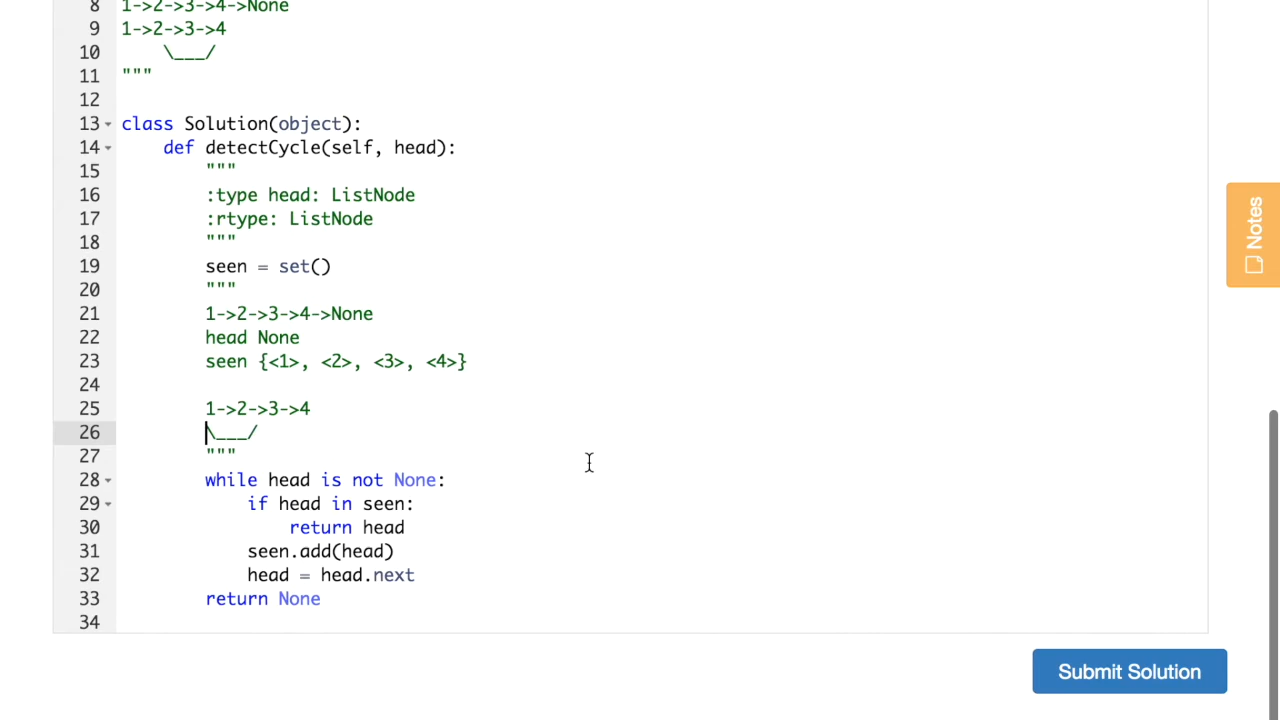 8 1->2->3->4->None
9 1->2->3->4
10     \___/
11 """
12
13 class Solution(object):
14     def detectCycle(self, head):
15         """
16         :type head: ListNode
17         :rtype: ListNode
18         """
19         seen = set()
20         """
21         1->2->3->4->None
22         head None
23         seen {<1>, <2>, <3>, <4>}
24
25         1->2->3->4
26         \___/
27         """
28         while head is not None:
29             if head in seen:
30                 return head
31             seen.add(head)
32             head = head.next
33         return None
34
Notes
Submit Solution